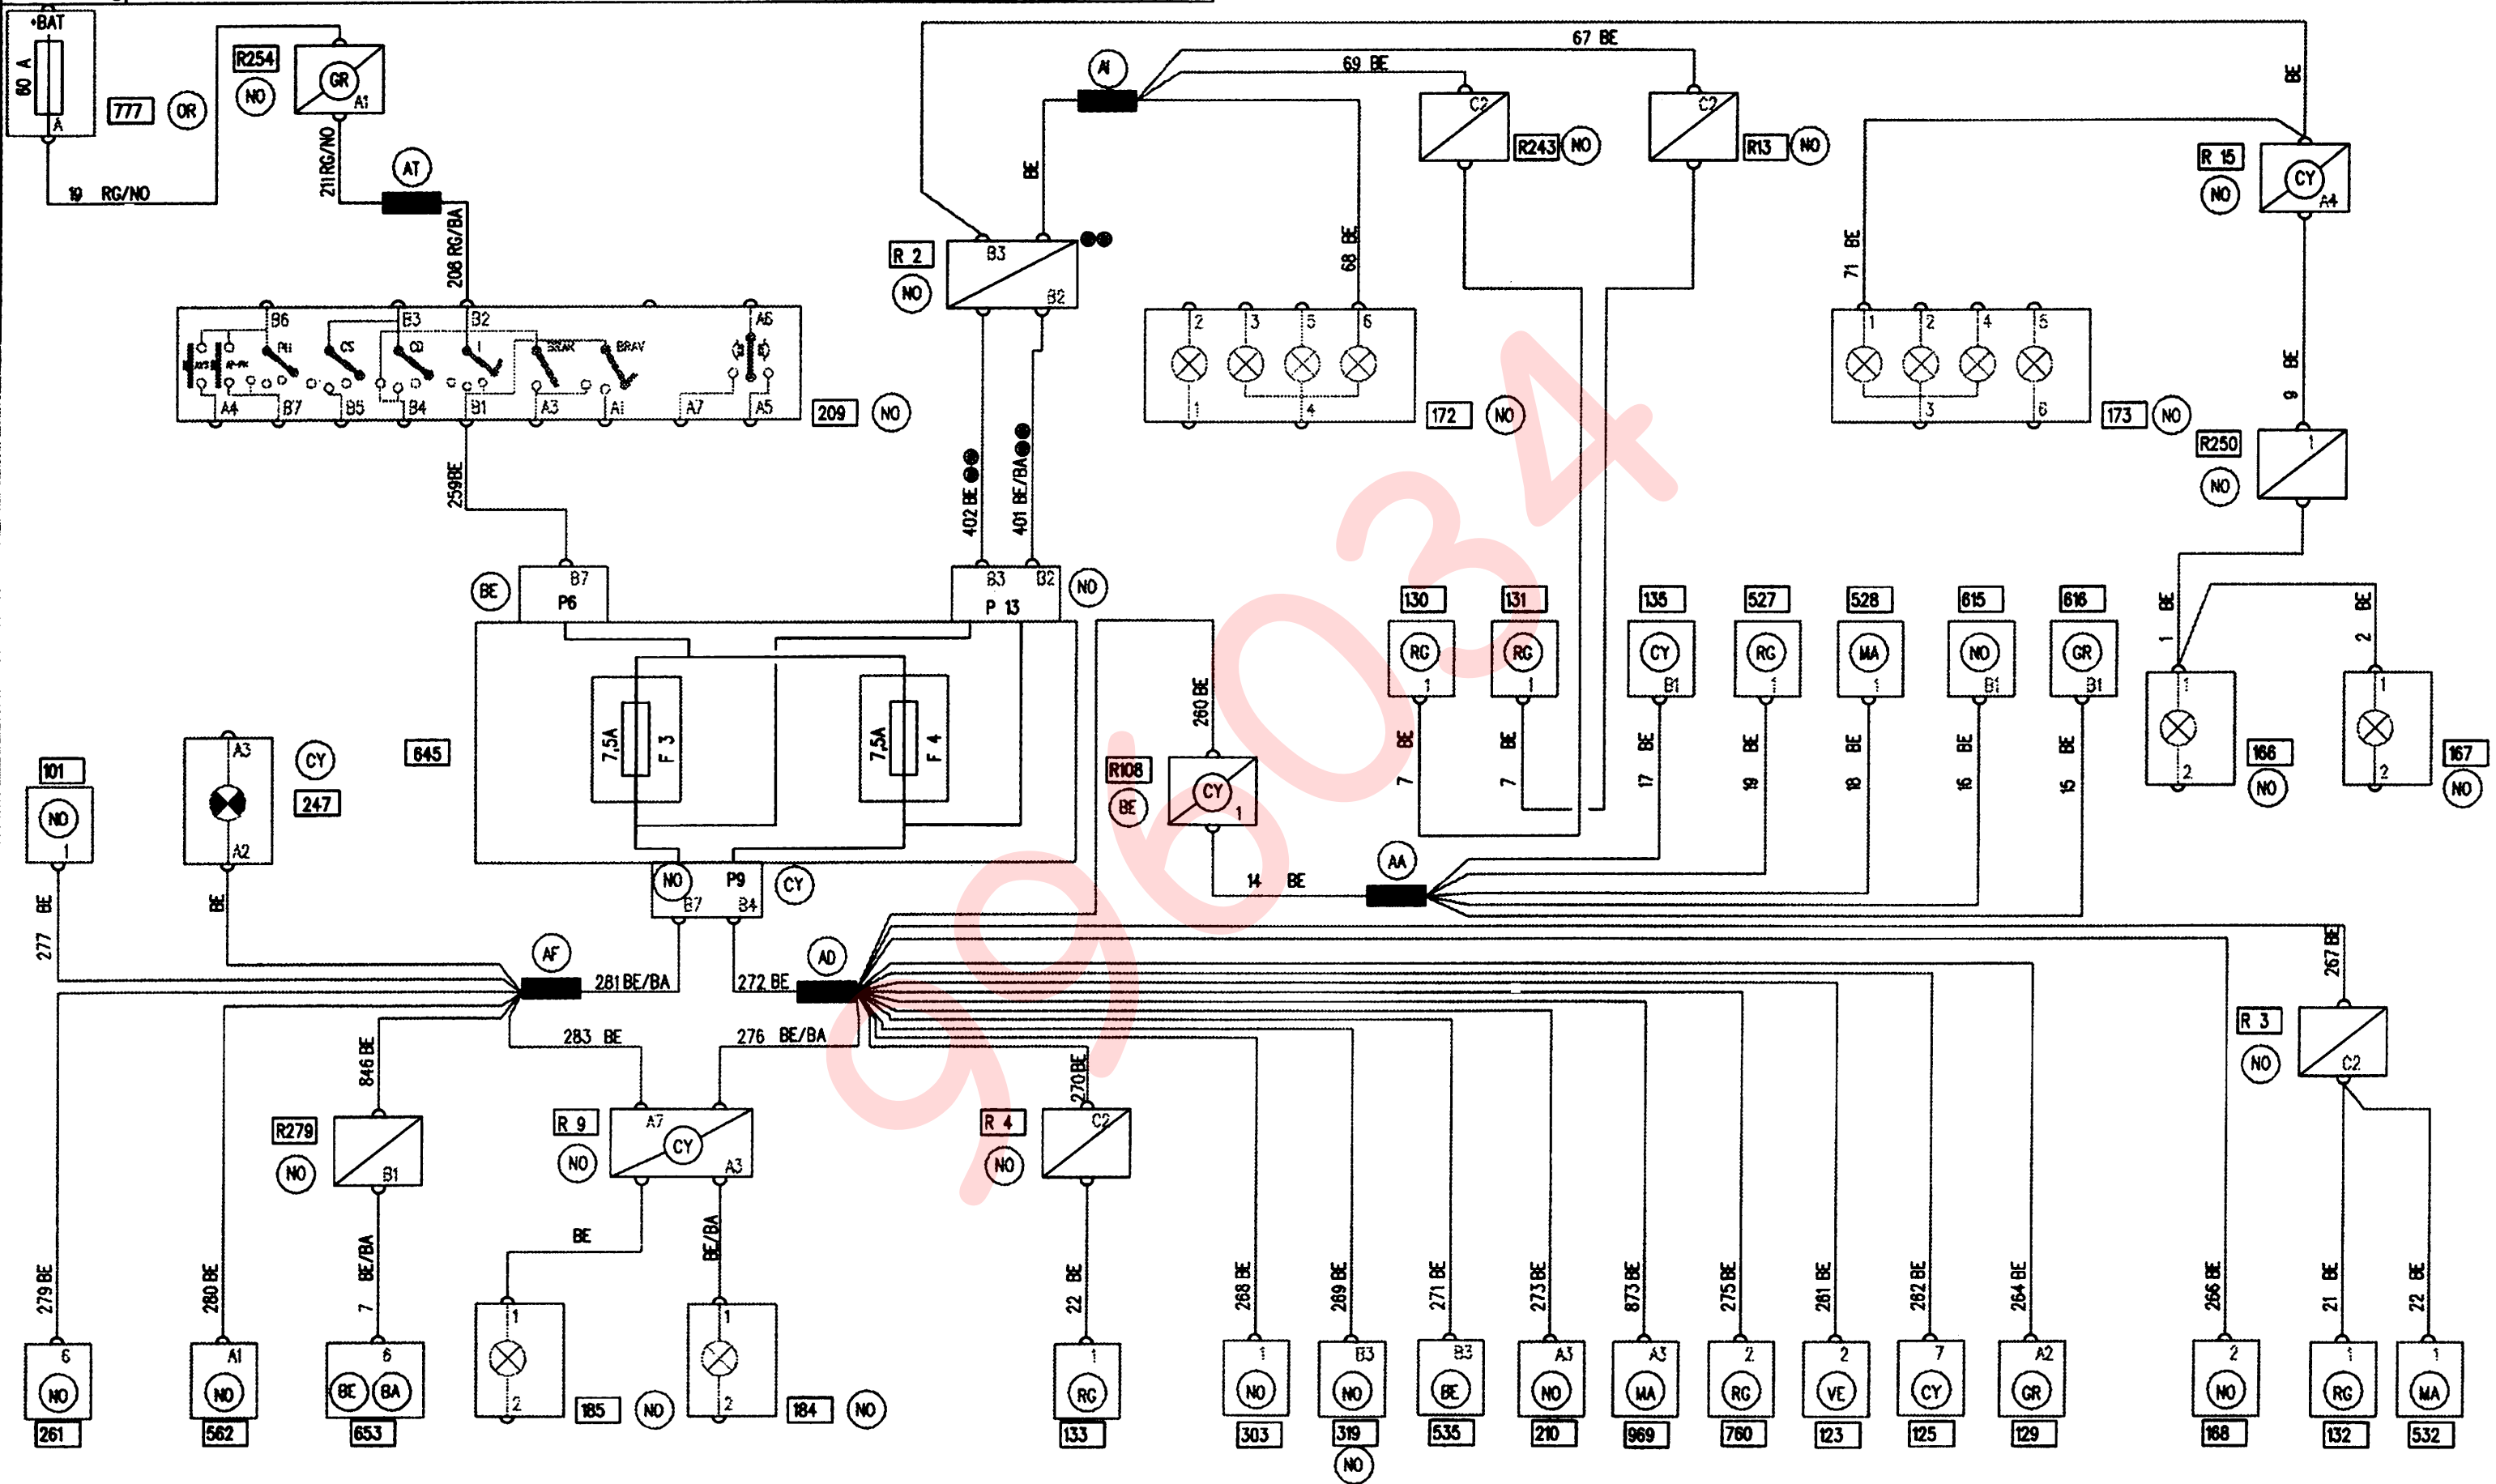 +BAT
60 A
A
777 OR
R254
NO
GR
A1
19 RG/NO
211RG/NO
AT
208 RG/BA
AI
67 BE
69 BE
BE
BE
C2
R243 NO
C2
R13 NO
R 15
NO
CY
A4
R 2
NO
B3
B2
68 BE
71 BE
9 BE
B6 B3 B2 A6
CS CD BRAV
A4 B7 B5 B4 B1 A3 A1 A7 A5
209 NO
2 3 5 6
1 4
172 NO
1 2 4 5
3 6
173 NO
R250
NO
1
259BE
402 BE
401 BE/BA
BE
B7
P6
B3 B2
P 13
NO
130 131 135 527 528 615 616
RG RG CY RG MA NO GR
1 1 B1 1 1 B1 B1
1 BE
2 BE
260 BE
7,5A
F 3
7,5A
F 4
645
7 BE
7 BE
17 BE
19 BE
18 BE
16 BE
15 BE
1
2
166
NO
1
2
167
NO
101
NO
1
A3
A2
CY
247
R108
BE
CY
1
14 BE
AA
NO P9 CY
B7 B4
277 BE
BE
AF
281 BE/BA
272 BE
AD
267 BE
283 BE
276 BE/BA
846 BE
270 BE
R 3
NO
C2
R279
NO
B1
R 9
NO
A7
CY
A3
R 4
NO
C2
279 BE
280 BE
7 BE/BA
BE
BE/BA
22 BE
268 BE
269 BE
271 BE
273 BE
873 BE
275 BE
261 BE
262 BE
264 BE
266 BE
21 BE
22 BE
6
NO
261
A1
NO
562
6
BE BA
653
1
2
185 NO
1
2
184 NO
1
RG
133
1
NO
303
B3
NO
319
NO
B3
BE
535
A3
NO
210
A3
MA
969
2
RG
760
2
VE
123
7
CY
125
A2
GR
129
2
NO
168
1
RG
132
1
MA
532
996034